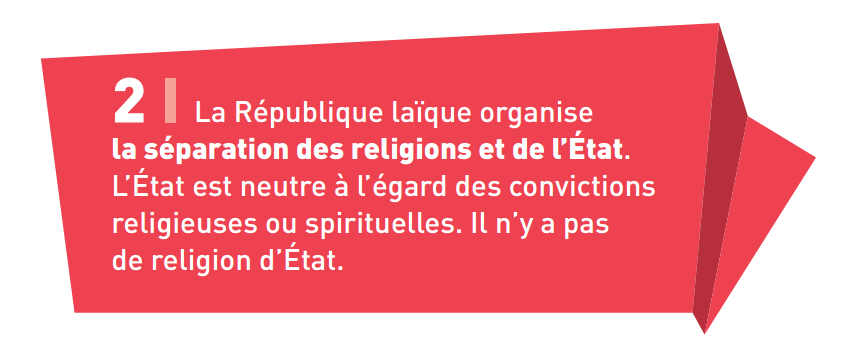 2 | La République laïque organise
la séparation des religions et de l’État.
L’État est neutre à l’égard des convictions
religieuses ou spirituelles. Il n’y a pas
de religion d’État.